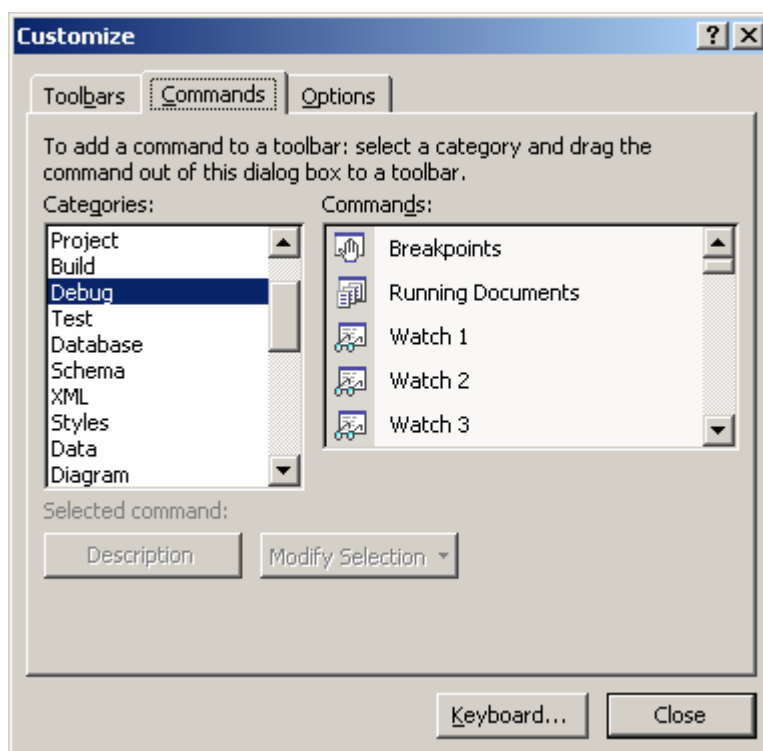 Customize
Toolbars
Commands
Options
To add a command to a toolbar: select a category and drag the
command out of this dialog box to a toolbar.
Categories:
Commands:
Project
Build
Debug
Test
Database
Schema
XML
Styles
Data
Diagram
Breakpoints
Running Documents
Watch 1
Watch 2
Watch 3
Selected command:
Description
Modify Selection
Keyboard...
Close